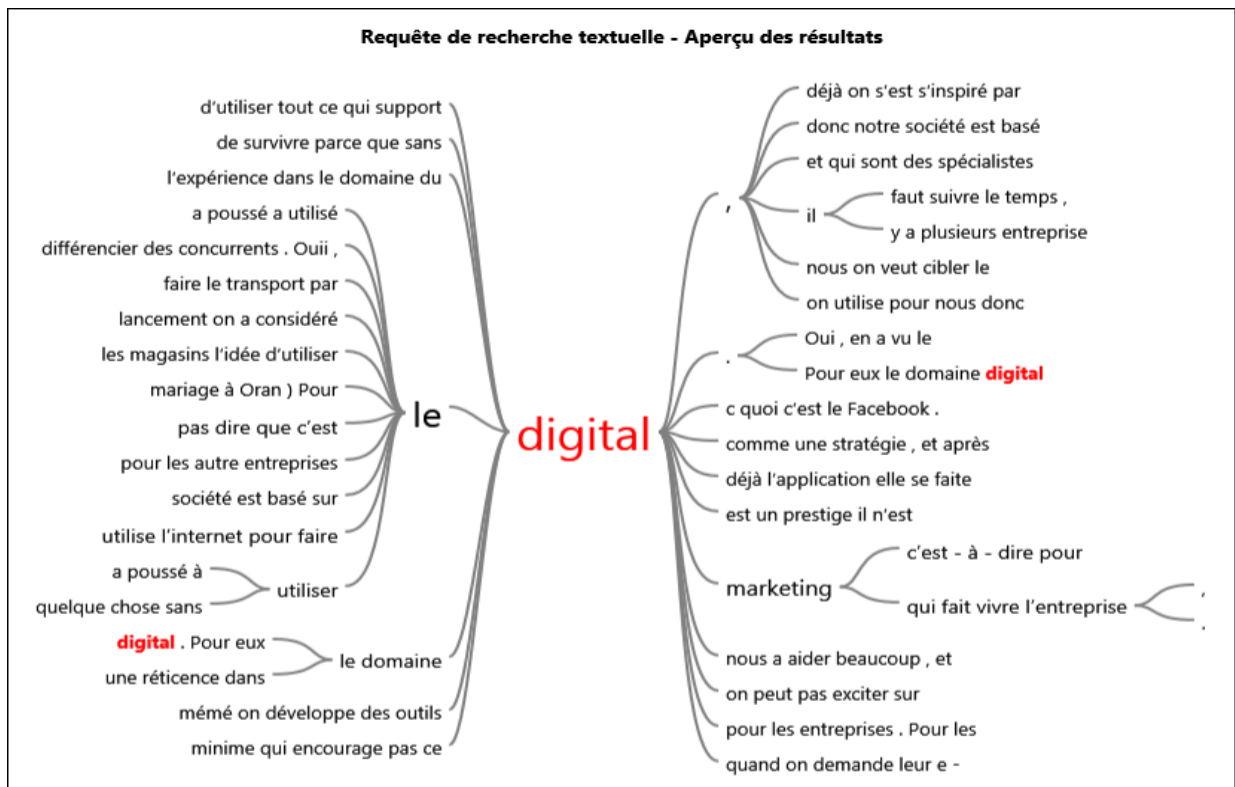 Requête de recherche textuelle - Aperçu des résultats
d'utiliser tout ce qui support
de survivre parce que sans
l'expérience dans le domaine du
a poussé a utilisé
différencier des concurrents . Ouii ,
faire le transport par
lancement on a considéré
les magasins l'idée d'utiliser
mariage à Oran ) Pour
pas dire que c'est
pour les autre entreprises
société est basé sur
utilise l'internet pour faire
a poussé à
quelque chose sans
utiliser
le
digital . Pour eux
une réticence dans
le domaine
mémé on développe des outils
minime qui encourage pas ce
digital
,
déjà on s'est s'inspiré par
donc notre société est basé
et qui sont des spécialistes
il
faut suivre le temps ,
y a plusieurs entreprise
nous on veut cibler le
on utilise pour nous donc
.
Oui , en a vu le
Pour eux le domaine digital
c quoi c'est le Facebook .
comme une stratégie , et après
déjà l'application elle se faite
est un prestige il n'est
marketing
c'est - à - dire pour
qui fait vivre l'entreprise
,
.
nous a aider beaucoup , et
on peut pas exciter sur
pour les entreprises . Pour les
quand on demande leur e -